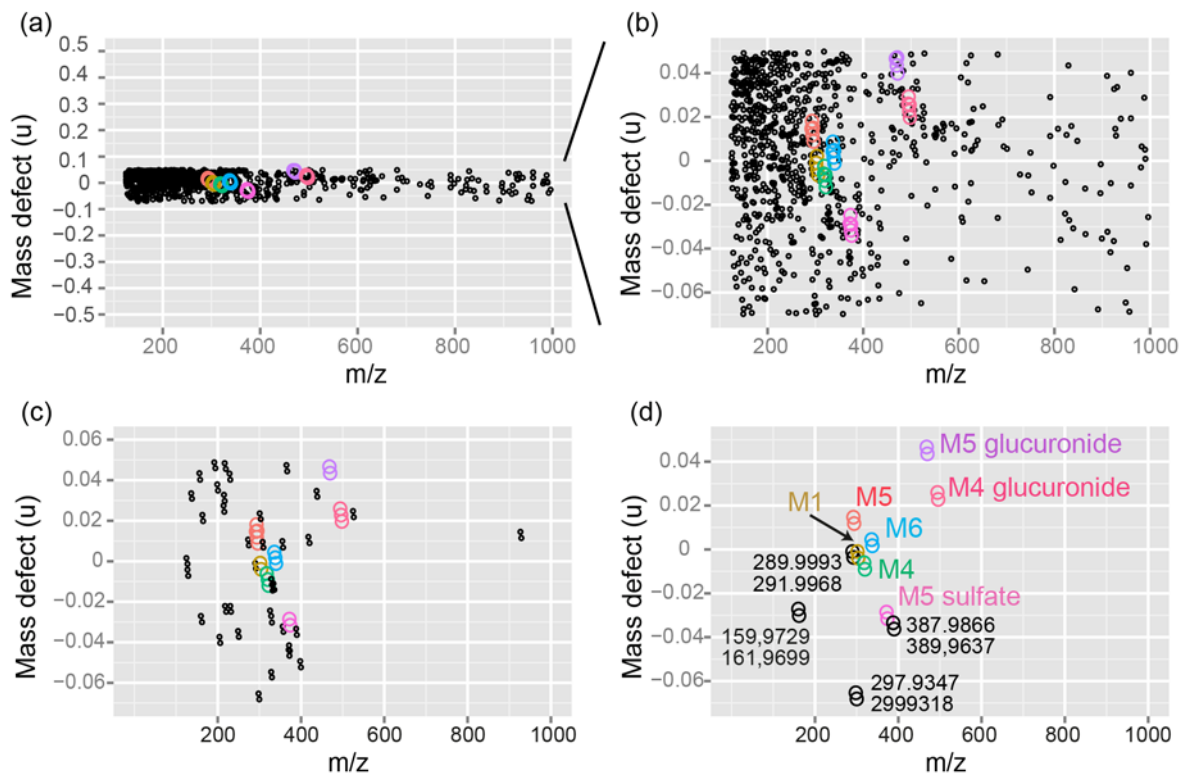 (a)
0.5
0.4
0.3
0.2
0.1
0
−0.1
−0.2
−0.3
−0.4
−0.5
Mass defect (u)
200 400 600 800 1000
m/z
(b)
0.04
0.02
0
−0.02
−0.04
−0.06
Mass defect (u)
200 400 600 800 1000
m/z
(c)
0.06
0.04
0.02
0
−0.02
−0.04
−0.06
Mass defect (u)
200 400 600 800 1000
m/z
(d)
0.04
0.02
0
−0.02
−0.04
−0.06
Mass defect (u)
M5 glucuronide
M4 glucuronide
M1 M5
M6
289.9993
291.9968
M4
M5 sulfate
159,9729
161,9699
387.9866
389,9637
297.9347
2999318
200 400 600 800 1000
m/z